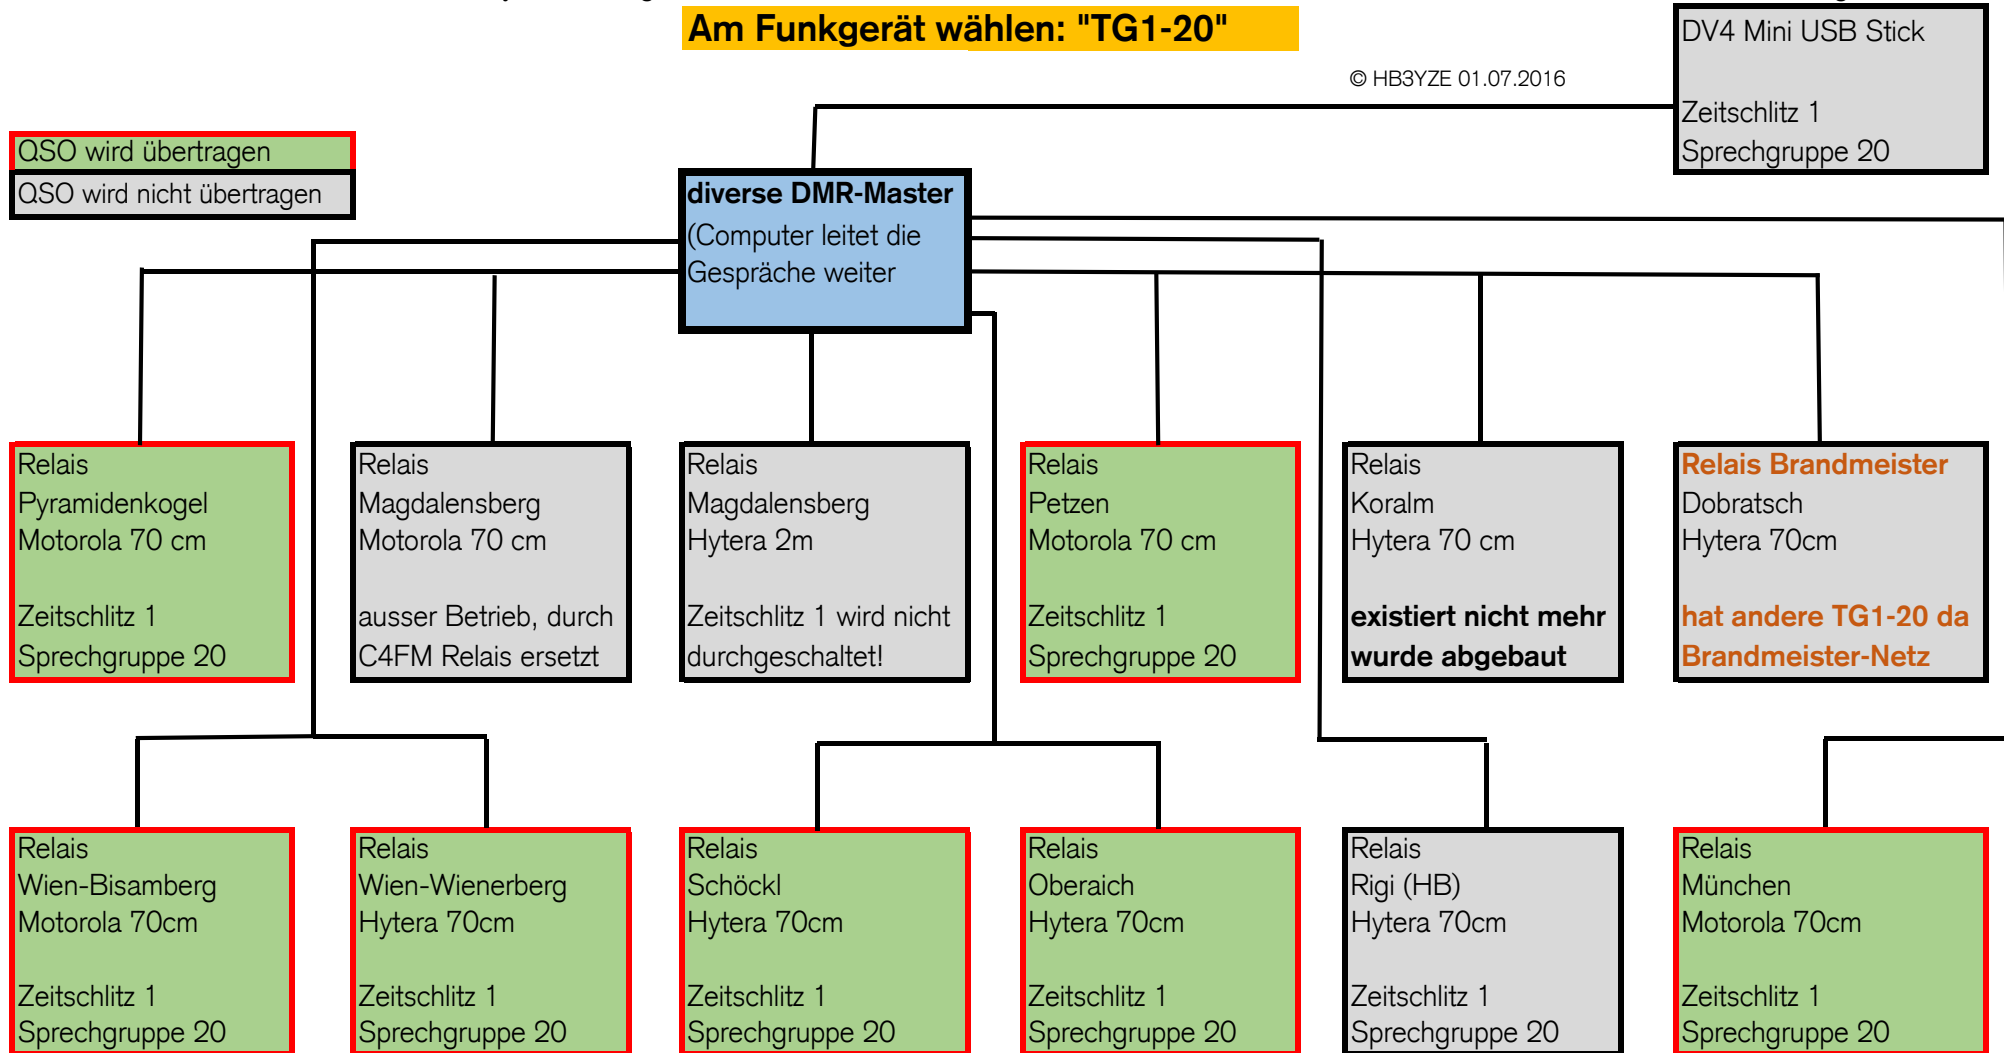 Am Funkgerät wählen: "TG1-20"
DV4 Mini USB Stick
Zeitschlitz 1
Sprechgruppe 20
© HB3YZE 01.07.2016
QSO wird übertragen
QSO wird nicht übertragen
diverse DMR-Master
(Computer leitet die
Gespräche weiter
Relais
Pyramidenkogel
Motorola 70 cm
Zeitschlitz 1
Sprechgruppe 20
Relais
Magdalensberg
Motorola 70 cm
ausser Betrieb, durch
C4FM Relais ersetzt
Relais
Magdalensberg
Hytera 2m
Zeitschlitz 1 wird nicht
durchgeschaltet!
Relais
Petzen
Motorola 70 cm
Zeitschlitz 1
Sprechgruppe 20
Relais
Koralm
Hytera 70 cm
existiert nicht mehr
wurde abgebaut
Relais Brandmeister
Dobratsch
Hytera 70cm
hat andere TG1-20 da
Brandmeister-Netz
Relais
Wien-Bisamberg
Motorola 70cm
Zeitschlitz 1
Sprechgruppe 20
Relais
Wien-Wienerberg
Hytera 70cm
Zeitschlitz 1
Sprechgruppe 20
Relais
Schöckl
Hytera 70cm
Zeitschlitz 1
Sprechgruppe 20
Relais
Oberaich
Hytera 70cm
Zeitschlitz 1
Sprechgruppe 20
Relais
Rigi (HB)
Hytera 70cm
Zeitschlitz 1
Sprechgruppe 20
Relais
München
Motorola 70cm
Zeitschlitz 1
Sprechgruppe 20